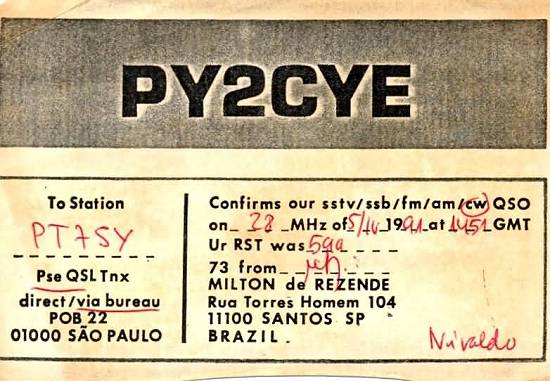 PY2CYE
To Station
PT7SY
Pse QSL Tnx
direct/via bureau
POB 22
01000 SÃO PAULO
Confirms our sstv/ssb/fm/am/cw QSO
on 28 MHz of 5/IV 1991 at 1451 GMT
Ur RST was 599
73 from
MILTON de REZENDE
Rua Torres Homem 104
11100 SANTOS SP
BRAZIL.
Nivaldo